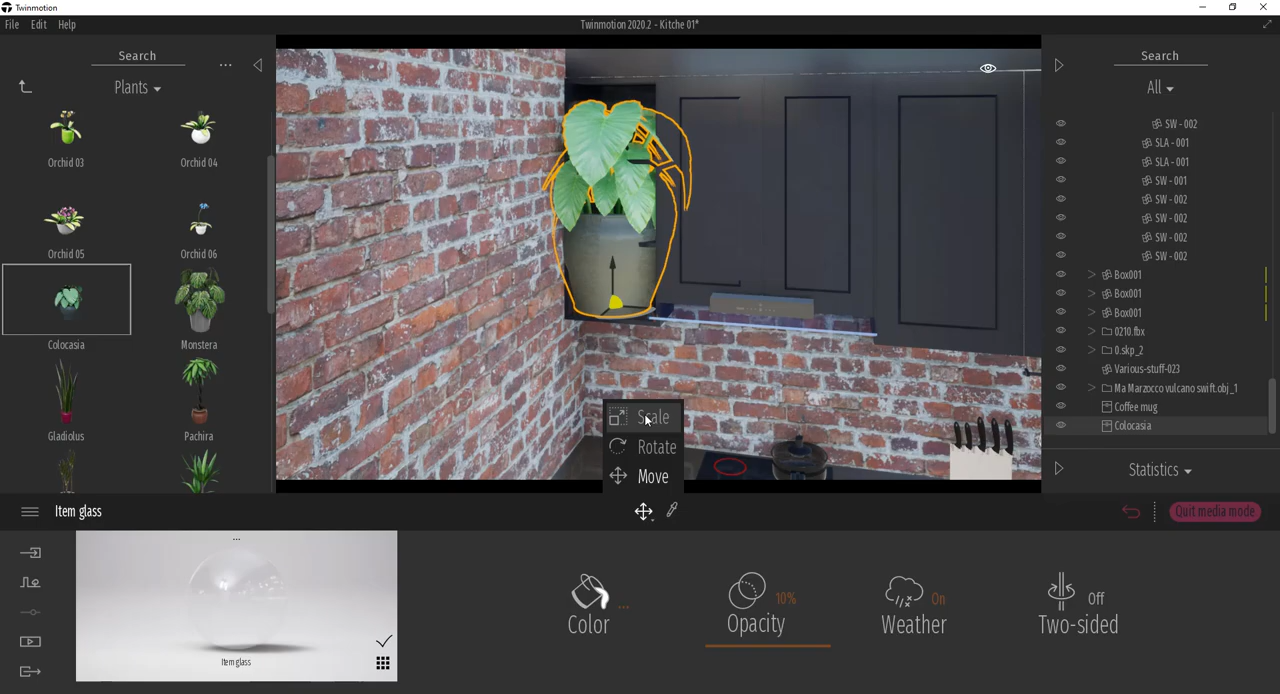 Twinmotion
File Edit Help
Twinmotion 2020.2 - Kitche 01*
Search
...
Plants
Orchid 03
Orchid 04
Orchid 05
Orchid 06
Colocasia
Monstera
Gladiolus
Pachira
Search
All
SW - 002
SLA - 001
SLA - 001
SW - 001
SW - 002
SW - 002
SW - 002
SW - 002
> Box001
> Box001
> Box001
> 0210.fbx
> 0.skp_2
Various-stuff-023
> Ma Marzocco vulcano swift.obj_1
Coffee mug
Colocasia
Statistics
Scale
Rotate
Move
Item glass
Quit media mode
...
Item glass
Color ...
Opacity 10%
Weather On
Two-sided Off